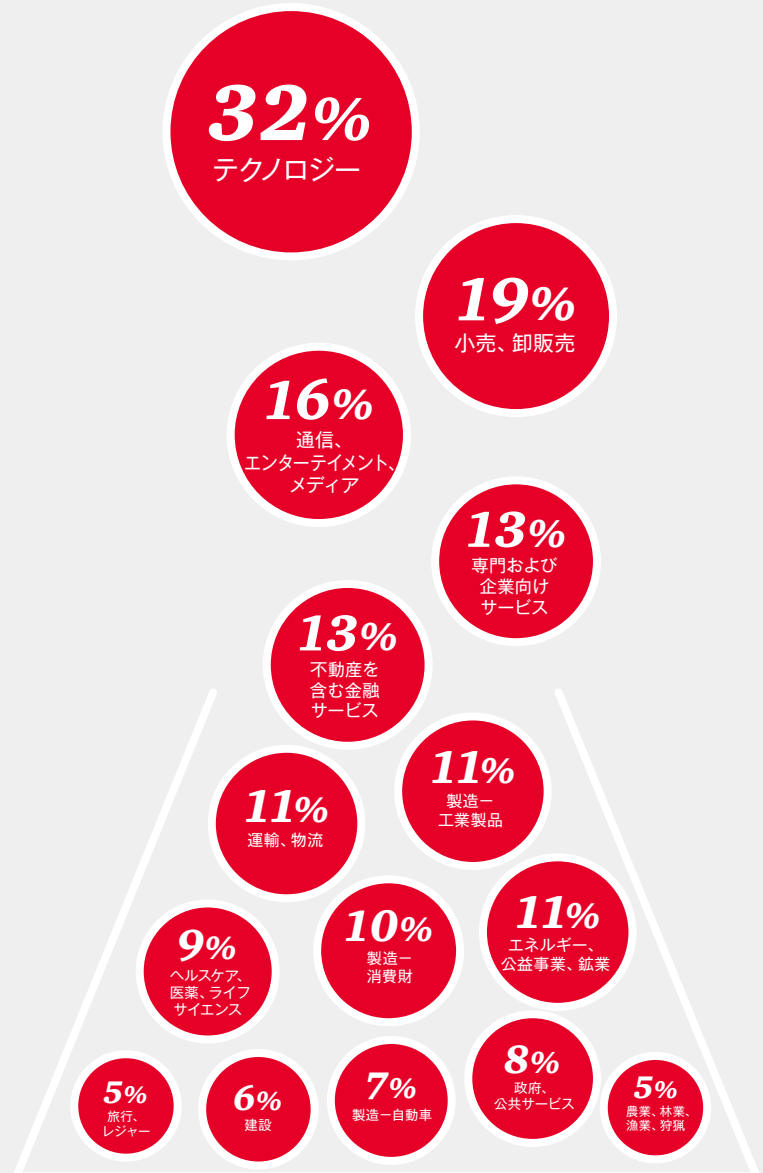 32%
テクノロジー
19%
小売、卸販売
16%
通信、
エンターテイメント、
メディア
13%
専門および
企業向け
サービス
13%
不動産を
含む金融
サービス
11%
製造ー
工業製品
11%
運輸、物流
11%
エネルギー、
公益事業、鉱業
10%
製造ー
消費財
9%
ヘルスケア、
医薬、ライフ
サイエンス
8%
政府、
公共サービス
7%
製造ー自動車
6%
建設
5%
旅行、
レジャー
5%
農業、林業、
漁業、狩猟